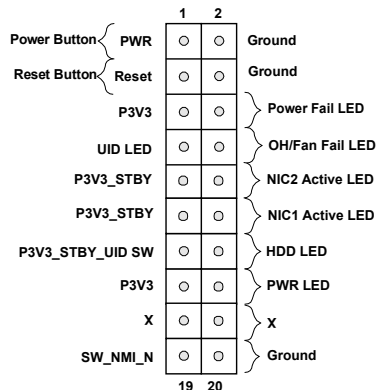 1 2
Power Button PWR Ground
Reset Button Reset Ground
P3V3 Power Fail LED
UID LED OH/Fan Fail LED
P3V3_STBY NIC2 Active LED
P3V3_STBY NIC1 Active LED
P3V3_STBY_UID SW HDD LED
P3V3 PWR LED
X X
SW_NMI_N Ground
19 20